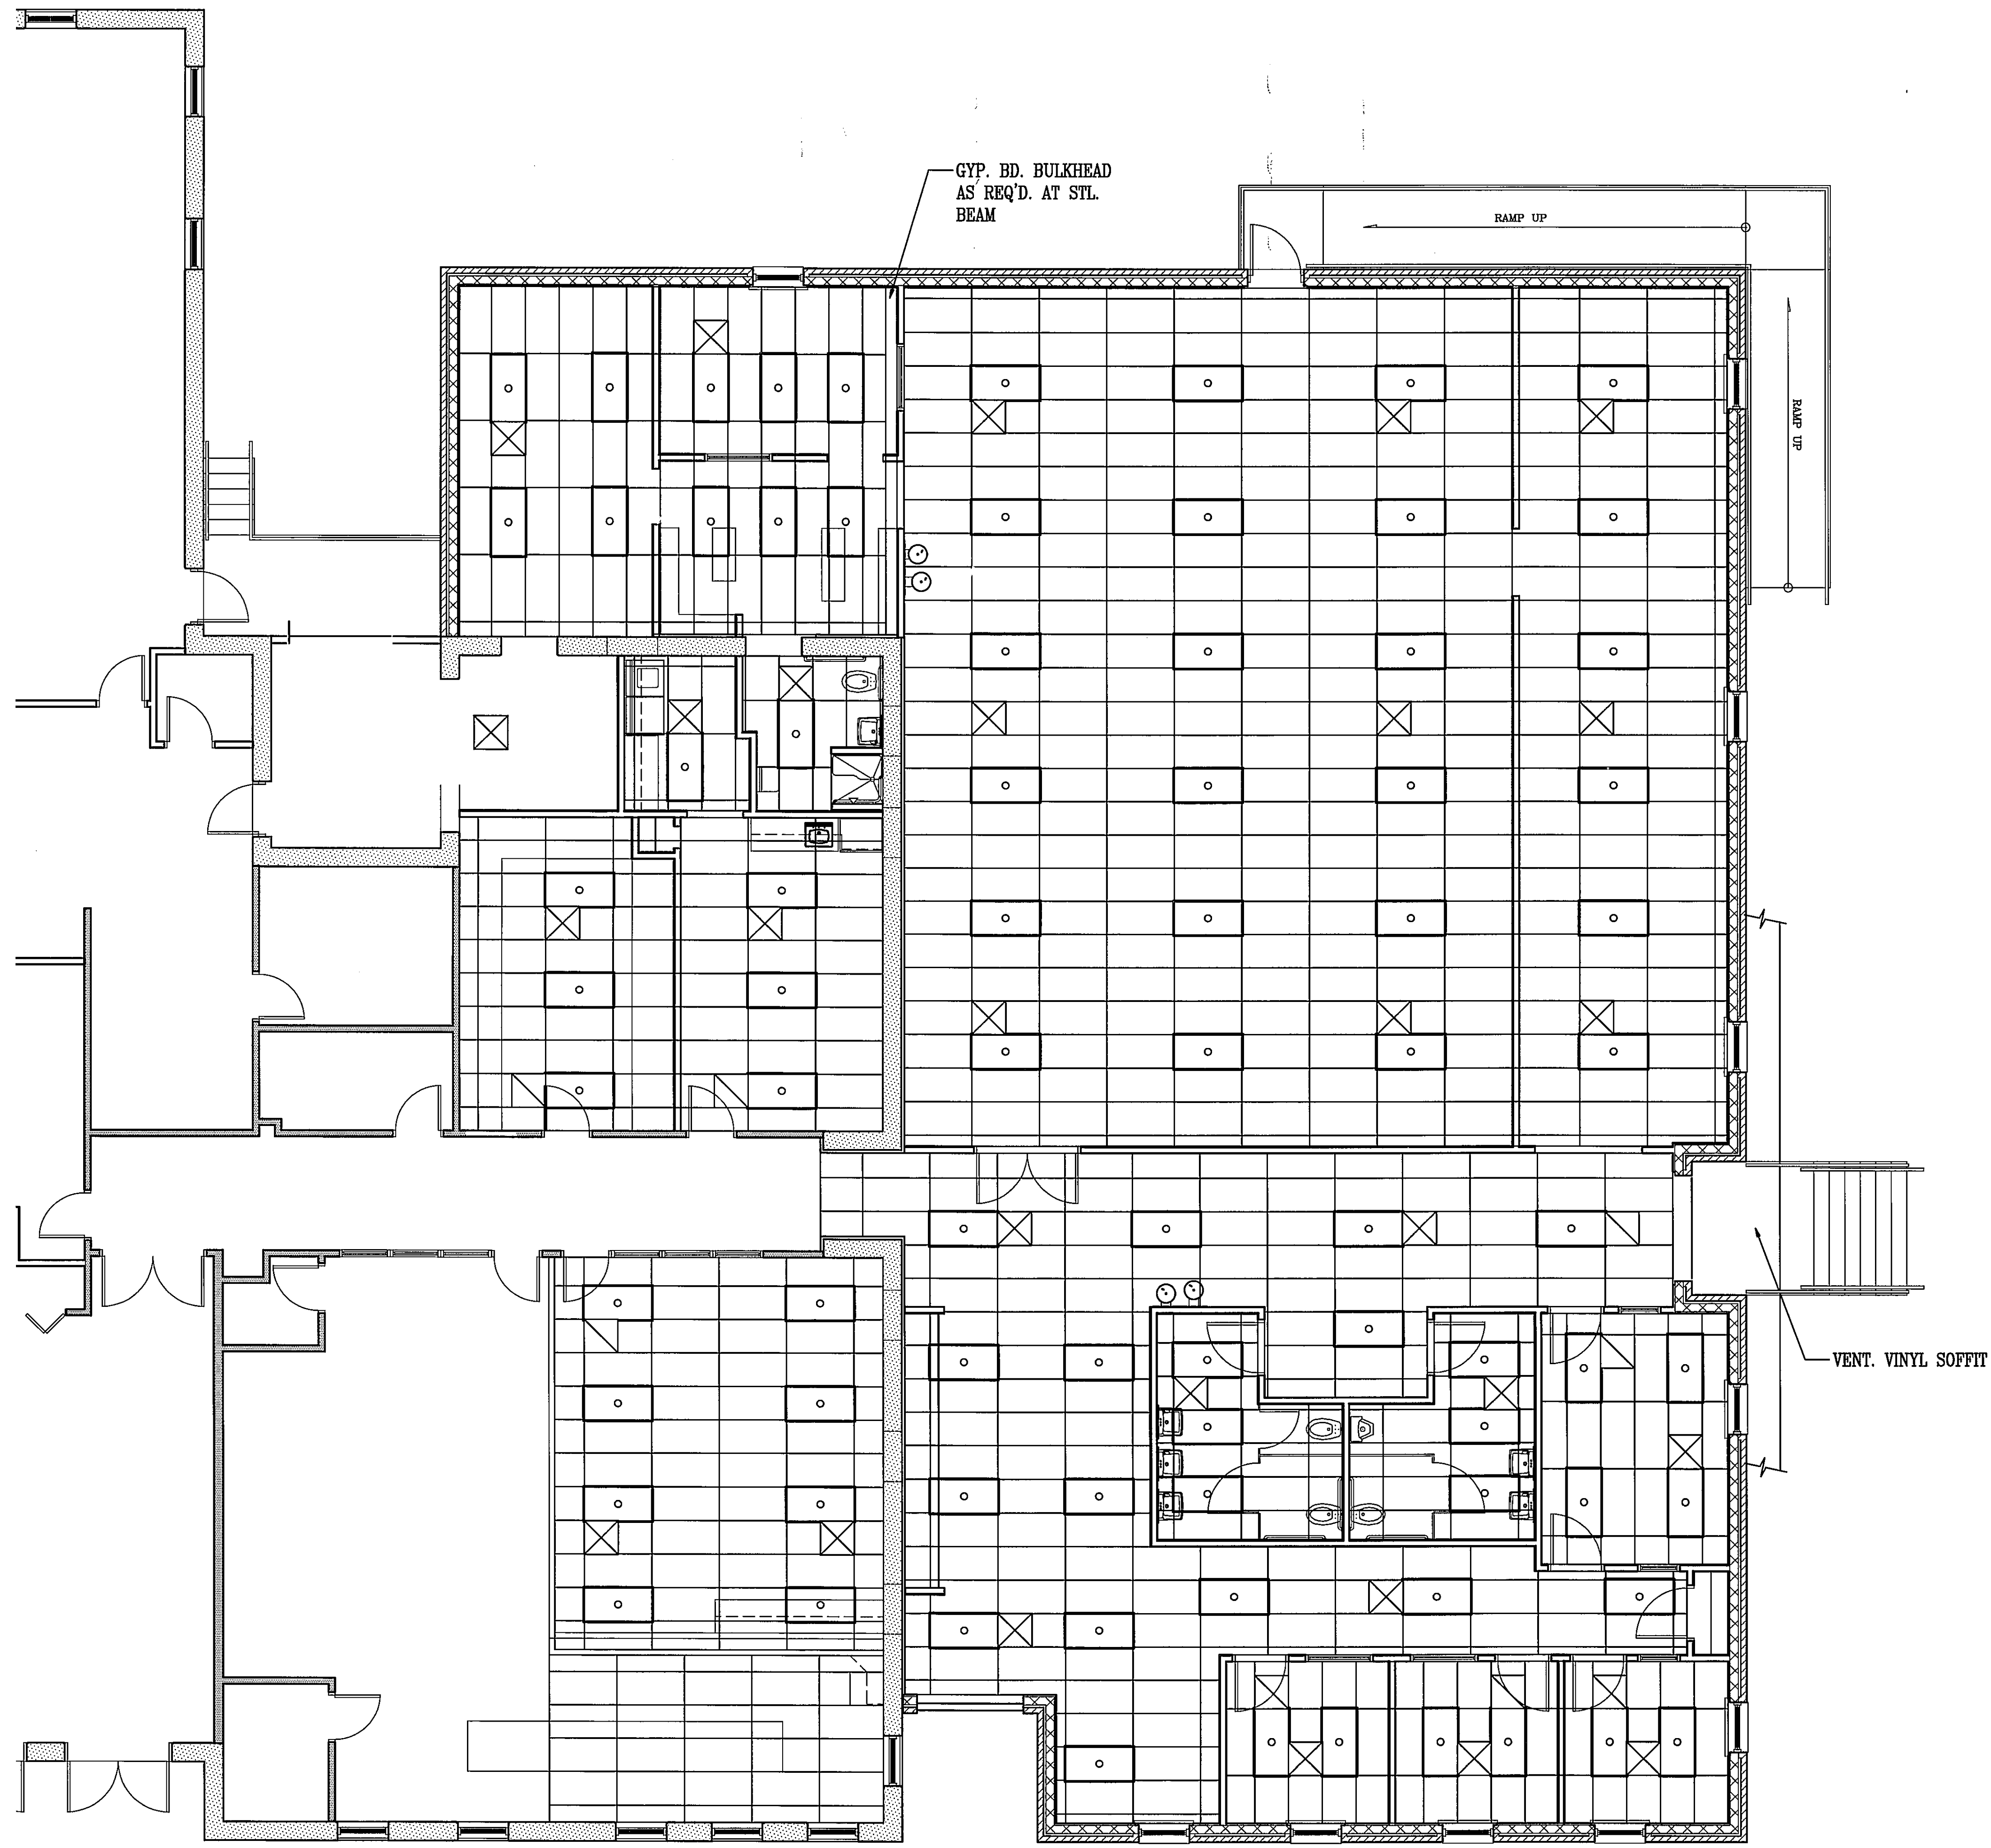 GYP. BD. BULKHEAD
AS REQ'D. AT STL.
BEAM
RAMP UP
RAMP UP
VENT. VINYL SOFFIT